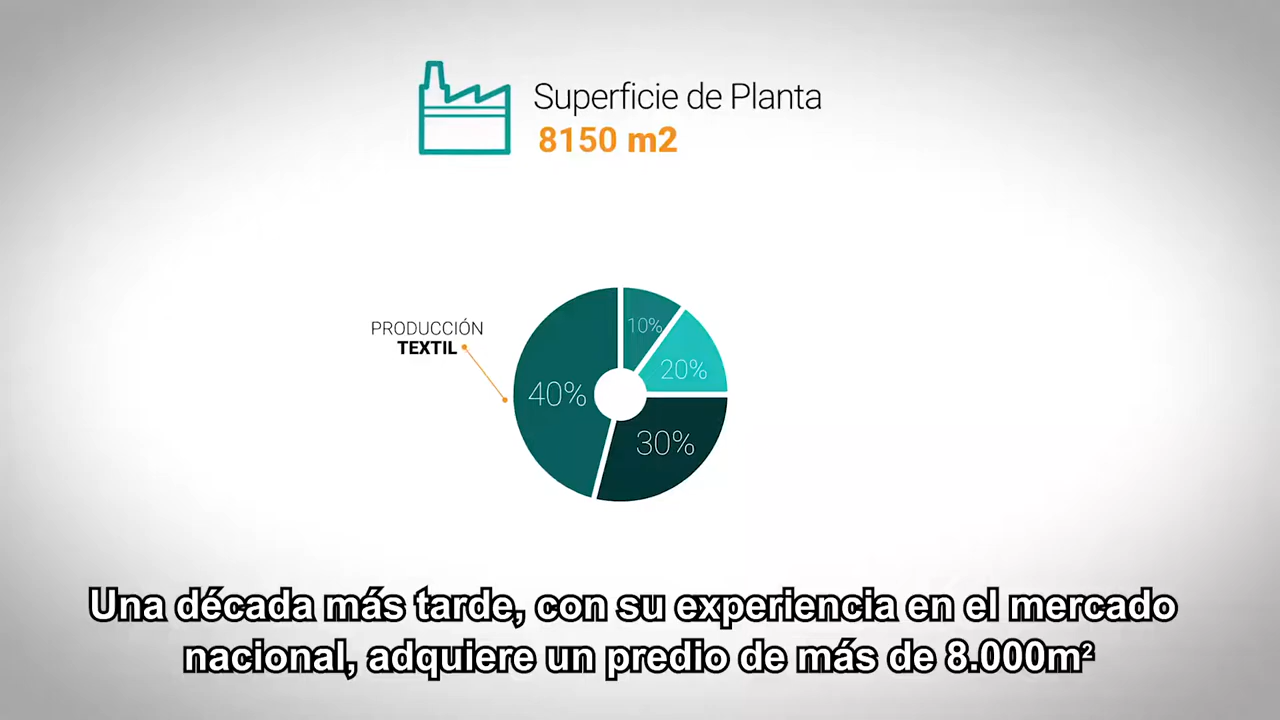 Superficie de Planta
8150 m2
PRODUCCIÓN
TEXTIL
10%
20%
40%
30%
Una década más tarde, con su experiencia en el mercado
nacional, adquiere un predio de más de 8.000m²